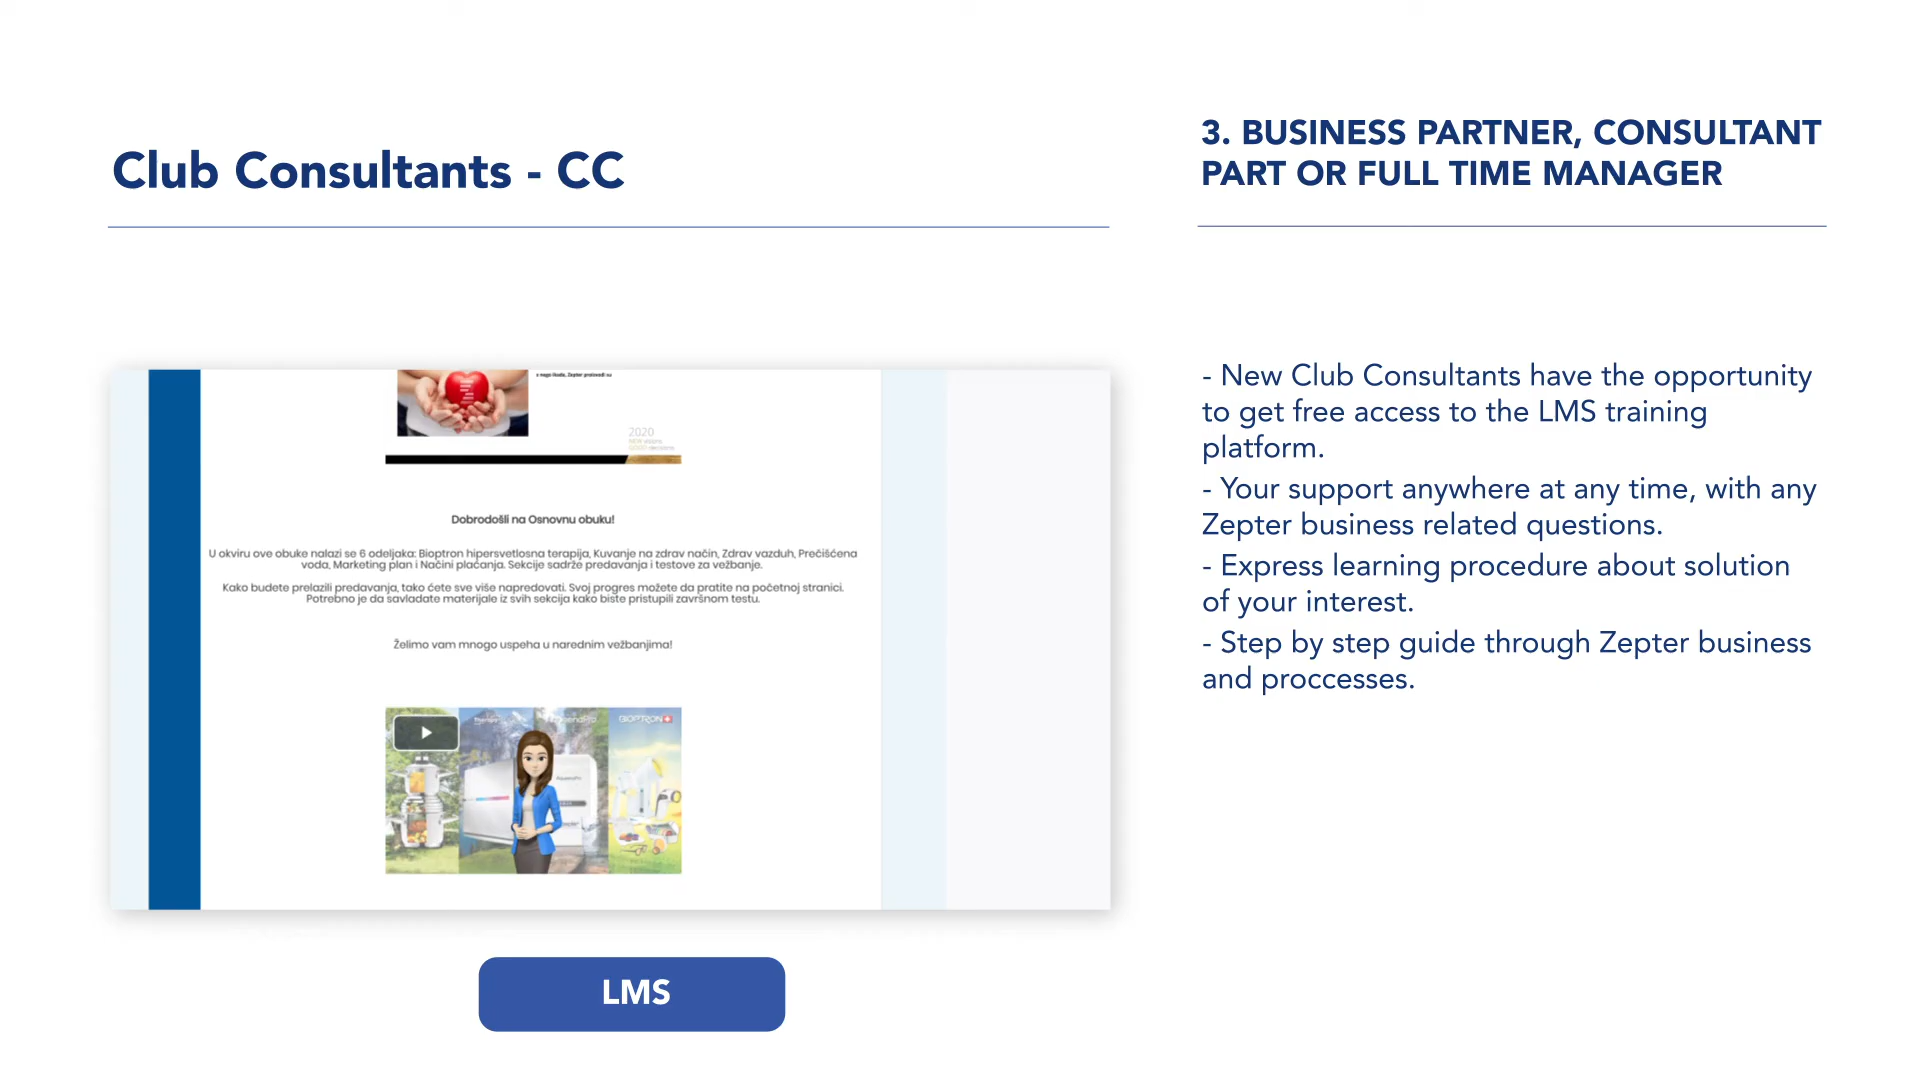 Club Consultants - CC
3. BUSINESS PARTNER, CONSULTANT
PART OR FULL TIME MANAGER
2020
Dobrodošli na Osnovnu obuku!
U okviru ove obuke nalazi se 6 odeljaka: Bioptron hipersvetlosna terapija, Kuvanje na zdrav način, Zdrav vazduh, Prečišćena
voda, Marketing plan i Načini plaćanja. Sekcije sadrže predavanja i testove za vežbanje.
Kako budete prelazili predavanja, tako ćete sve više napredovati. Svoj progres možete da pratite na početnoj stranici.
Potrebno je da savladate materijale iz svih sekcija kako biste pristupili završnom testu.
Želimo vam mnogo uspeha u narednim vežbanjima!
BIOPTRON
LMS
- New Club Consultants have the opportunity
to get free access to the LMS training
platform.
- Your support anywhere at any time, with any
Zepter business related questions.
- Express learning procedure about solution
of your interest.
- Step by step guide through Zepter business
and proccesses.